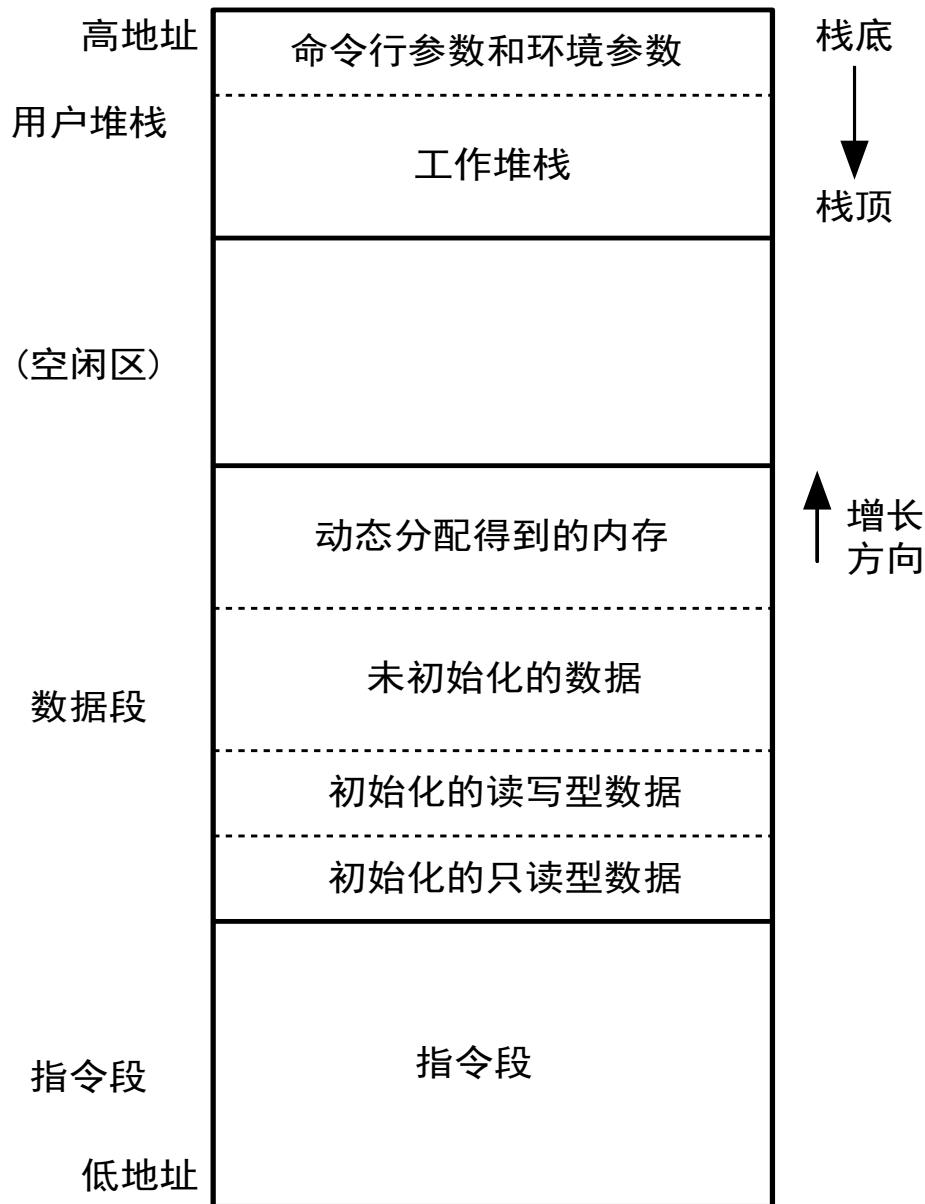 高地址
命令行参数和环境参数
栈底
用户堆栈
工作堆栈
栈顶
(空闲区)
动态分配得到的内存
增长
方向
未初始化的数据
数据段
初始化的读写型数据
初始化的只读型数据
指令段
指令段
低地址